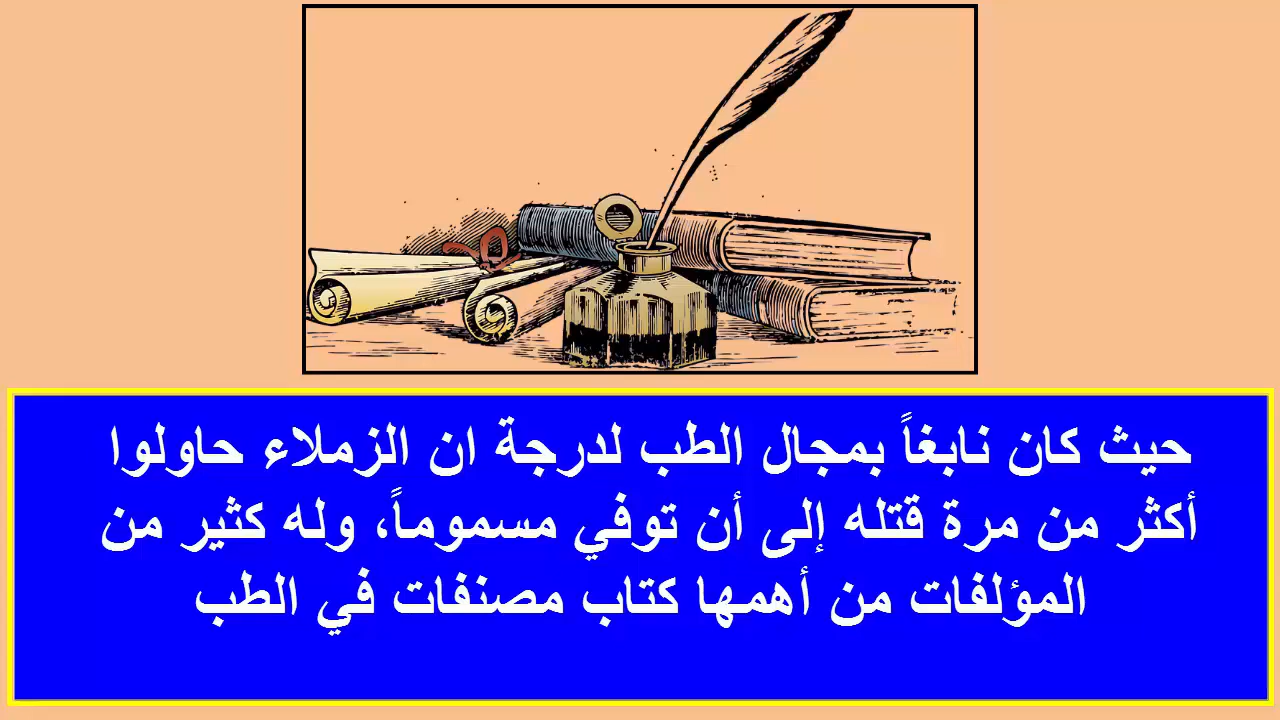 حيث كان نابغاً بمجال الطب لدرجة ان الزملاء حاولوا
أكثر من مرة قتله إلى أن توفي مسموماً، وله كثير من
المؤلفات من أهمها كتاب مصنفات في الطب